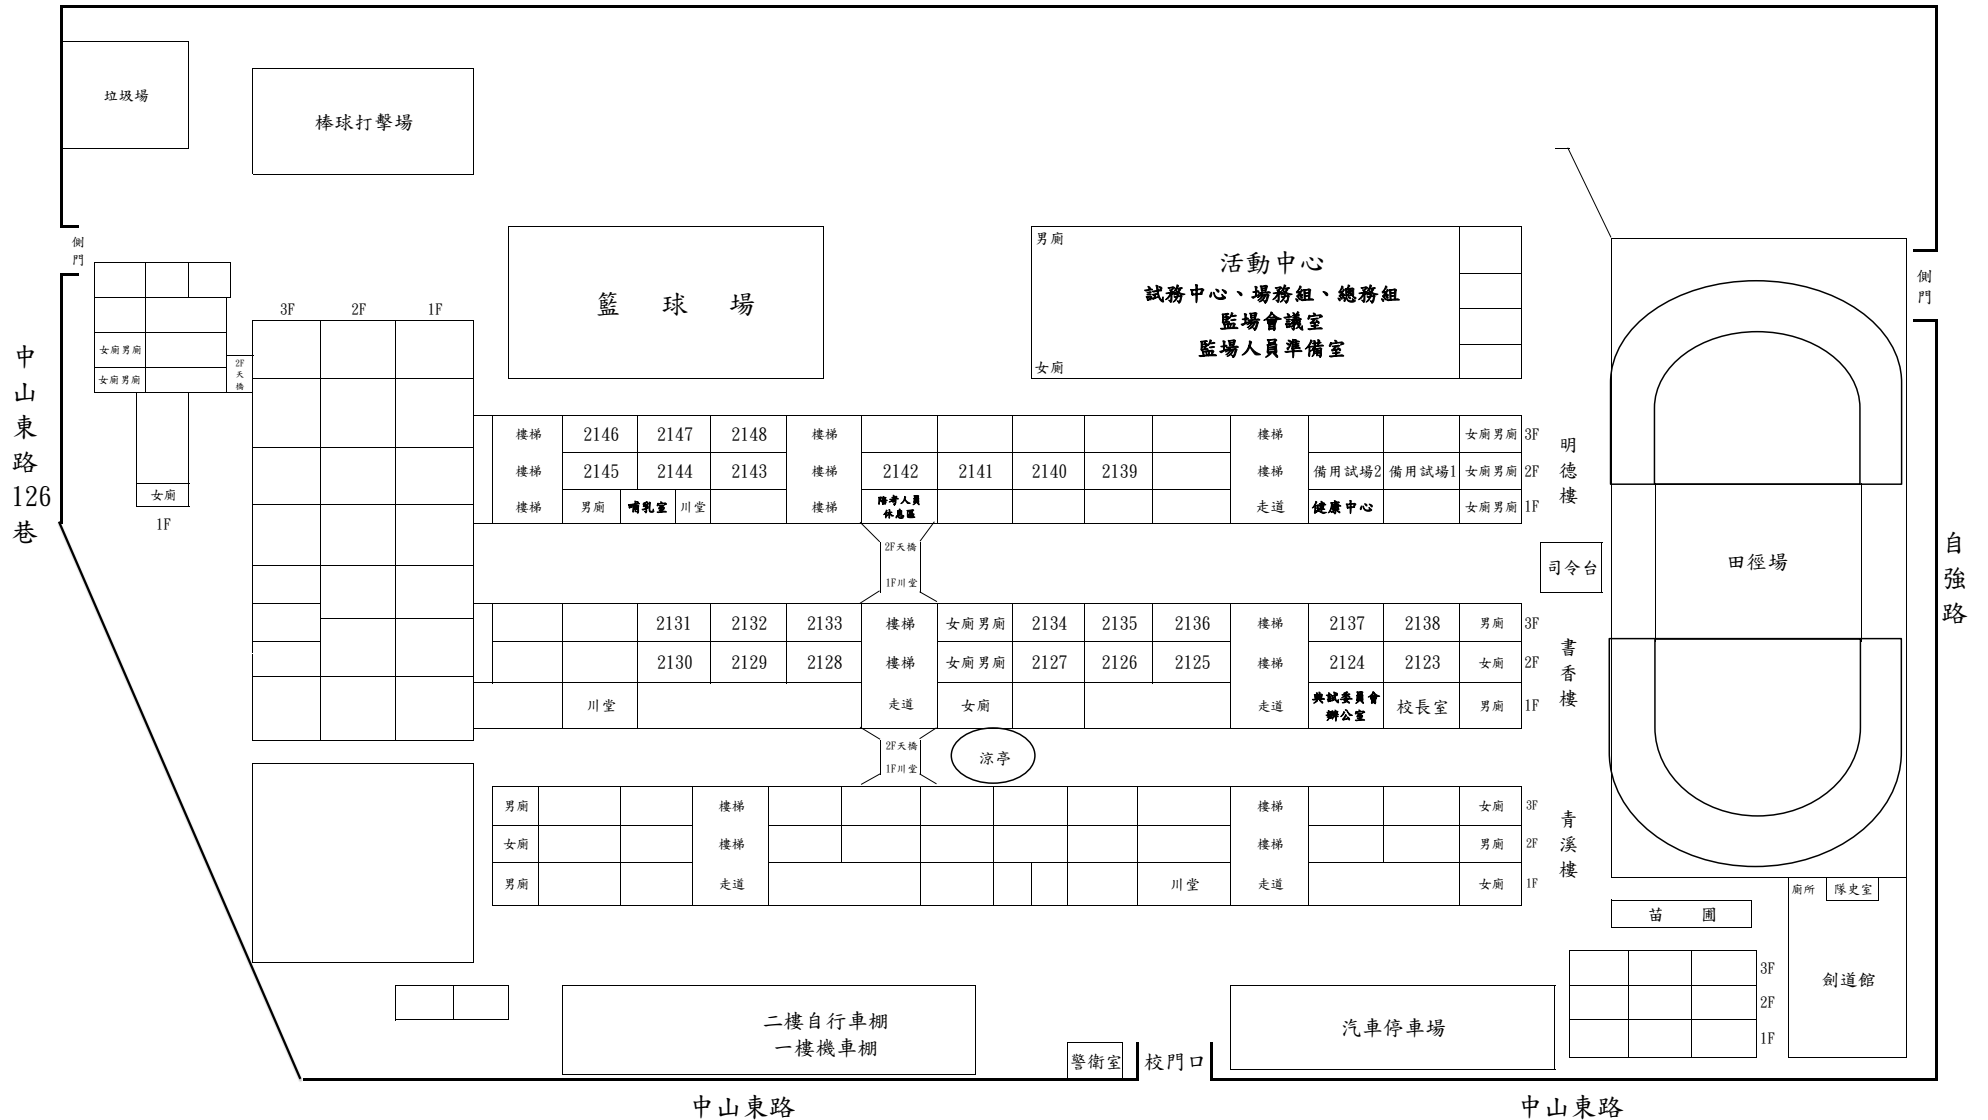 垃圾場
棒球打擊場
側門
男廁
活動中心
試務中心、場務組、總務組
監場會議室
監場人員準備室
女廁
籃 球 場
側門
3F 2F 1F
女廁男廁
女廁男廁
2F天橋
女廁
1F
中山東路126巷
樓梯 2146 2147 2148 樓梯 樓梯 女廁男廁 3F
樓梯 2145 2144 2143 樓梯 2142 2141 2140 2139 樓梯 備用試場2 備用試場1 女廁男廁 2F
樓梯 男廁 哺乳室 川堂 樓梯 陪考人員休息區 走道 健康中心 女廁男廁 1F
明德樓
2F天橋
1F川堂
司令台
田徑場
自強路
2131 2132 2133 樓梯 女廁男廁 2134 2135 2136 樓梯 2137 2138 男廁 3F
2130 2129 2128 樓梯 女廁男廁 2127 2126 2125 樓梯 2124 2123 女廁 2F
川堂 走道 女廁 走道 典試委員會辦公室 校長室 男廁 1F
書香樓
2F天橋
1F川堂
涼亭
男廁 樓梯 樓梯 女廁 3F
女廁 樓梯 樓梯 男廁 2F
男廁 走道 川堂 走道 女廁 1F
青溪樓
廁所 隊史室
苗 圃
劍道館
3F
2F
1F
二樓自行車棚
一樓機車棚
警衛室 校門口
汽車停車場
中山東路 中山東路